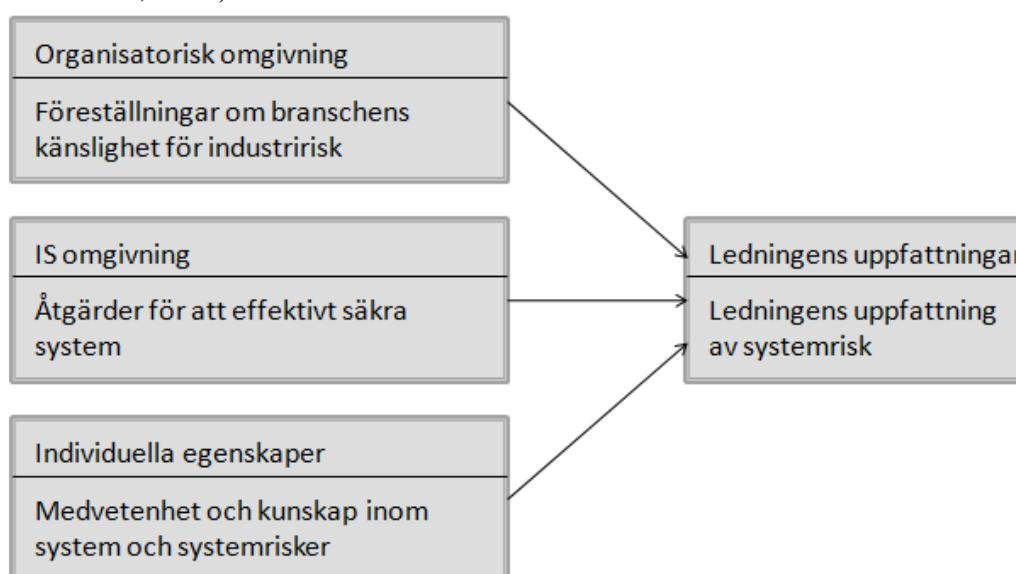 Organisatorisk omgivning
Föreställningar om branschens
känslighet för industririsk
IS omgivning
Åtgärder för att effektivt säkra
system
Individuella egenskaper
Medvetenhet och kunskap inom
system och systemrisker
Ledningens uppfattningar
Ledningens uppfattning
av systemrisk